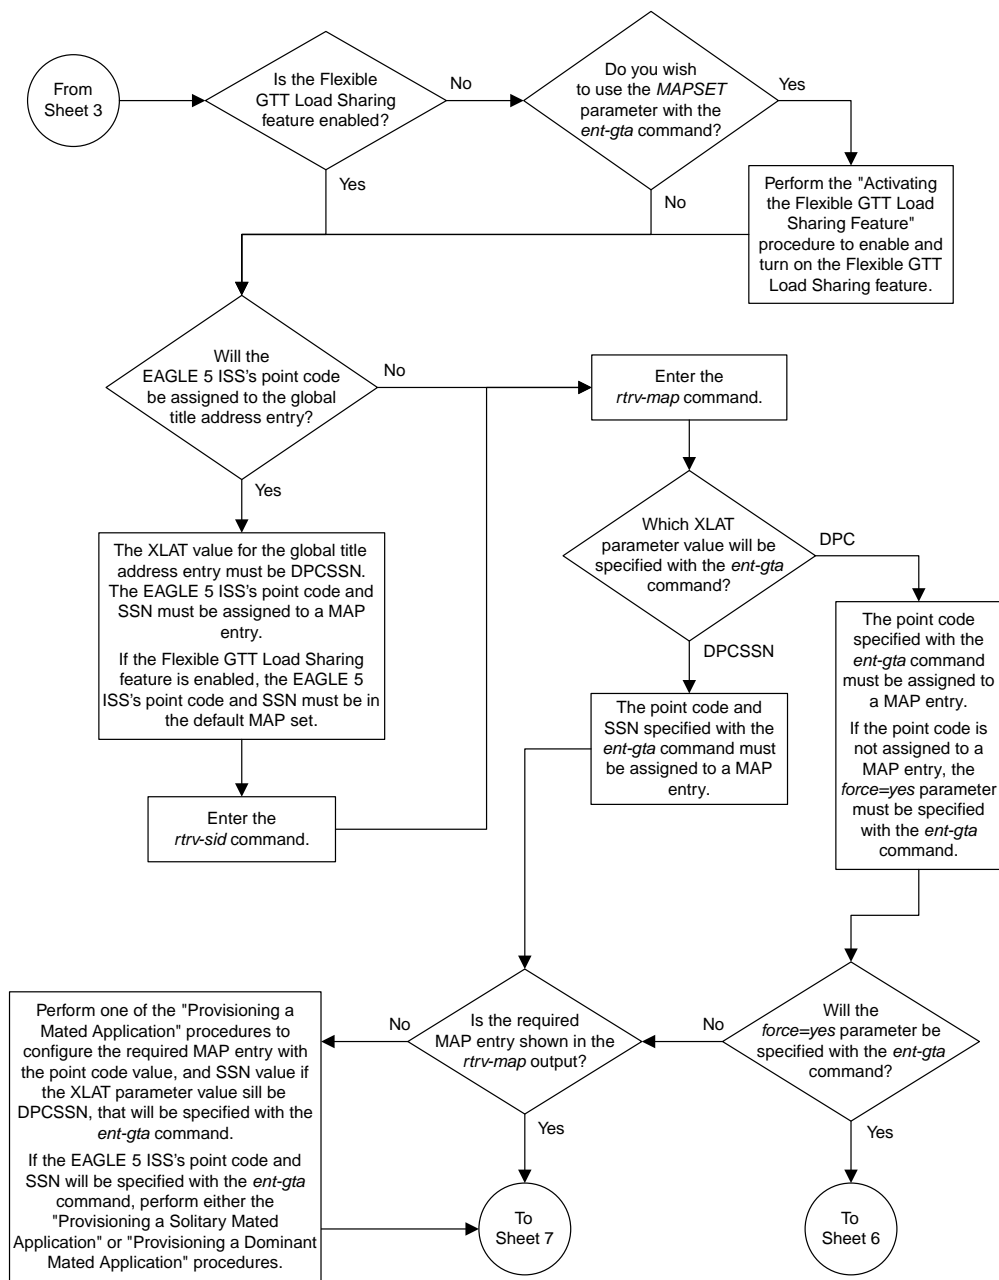 From
Sheet 3
Is the Flexible
GTT Load Sharing
feature enabled?
No
Do you wish
to use the MAPSET
parameter with the
ent-gta command?
Yes
Yes
No
Perform the "Activating
the Flexible GTT Load
Sharing Feature"
procedure to enable and
turn on the Flexible GTT
Load Sharing feature.
Will the
EAGLE 5 ISS's point code
be assigned to the global
title address entry?
No
Enter the
rtrv-map command.
Yes
Which XLAT
parameter value will be
specified with the ent-gta
command?
DPC
The XLAT value for the global title
address entry must be DPCSSN.
The EAGLE 5 ISS's point code and
SSN must be assigned to a MAP
entry.
If the Flexible GTT Load Sharing
feature is enabled, the EAGLE 5
ISS's point code and SSN must be in
the default MAP set.
DPCSSN
The point code
specified with the
ent-gta command
must be assigned to
a MAP entry.
If the point code is
not assigned to a
MAP entry, the
force=yes parameter
must be specified
with the ent-gta
command.
The point code and
SSN specified with the
ent-gta command must
be assigned to a MAP
entry.
Enter the
rtrv-sid command.
Perform one of the "Provisioning a
Mated Application" procedures to
configure the required MAP entry with
the point code value, and SSN value if
the XLAT parameter value sill be
DPCSSN, that will be specified with the
ent-gta command.
If the EAGLE 5 ISS's point code and
SSN will be specified with the ent-gta
command, perform either the
"Provisioning a Solitary Mated
Application" or "Provisioning a Dominant
Mated Application" procedures.
No
Is the required
MAP entry shown in the
rtrv-map output?
No
Will the
force=yes parameter be
specified with the ent-gta
command?
Yes
Yes
To
Sheet 7
To
Sheet 6